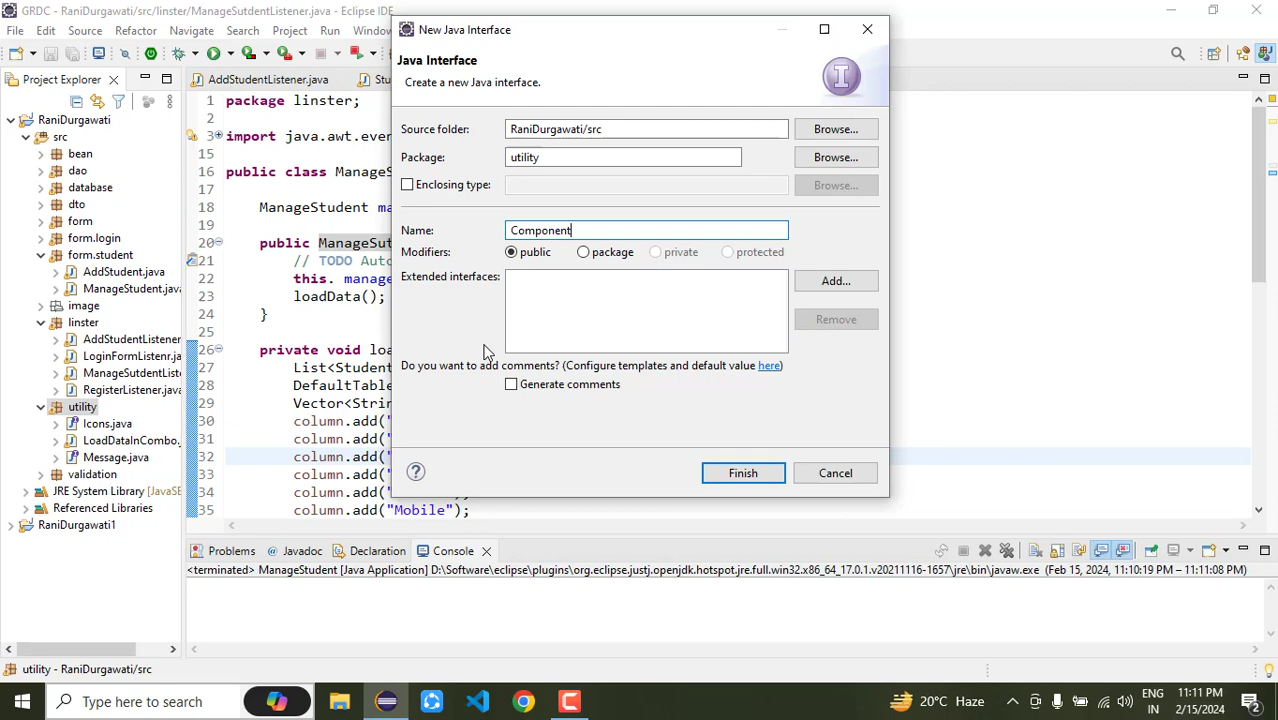 GRDC - RaniDurgawati/src/linster/ManageSutdentListener.java - Eclipse IDE
File Edit Source Refactor Navigate Search Project Run Window
Project Explorer
AddStudentListener.java
RaniDurgawati
src
bean
dao
database
dto
form
form.login
form.student
AddStudent.java
ManageStudent.java
image
linster
AddStudentListener
LoginFormListenr.j
ManageSutdentList
RegisterListener.java
utility
Icons.java
LoadDataInCombo.
Message.java
validation
JRE System Library [JavaSE
Referenced Libraries
RaniDurgawati1
1 package linster;
2
3 import java.awt.even
15
16 public class Manage
17
18 ManageStudent ma
19
20 public ManageSut
21 // TODO Auto
22 this. manage
23 loadData();
24 }
25
26 private void loa
27 List<Student
28 DefaultTable
29 Vector<Strin
30 column.add("
31 column.add("
32 column.add("
33 column.add("
34 column.add("
35 column.add("Mobile");
New Java Interface
Java Interface
Create a new Java interface.
I
Source folder: RaniDurgawati/src Browse...
Package: utility Browse...
Enclosing type: Browse...
Name: Component
Modifiers: public package private protected
Extended interfaces: Add...
Remove
Do you want to add comments? (Configure templates and default value here)
Generate comments
? Finish Cancel
Problems Javadoc Declaration Console
<terminated> ManageStudent [Java Application] D:\Software\eclipse\plugins\org.eclipse.justj.openjdk.hotspot.jre.full.win32.x86_64_17.0.1.v20211116-1657\jre\bin\javaw.exe (Feb 15, 2024, 11:10:19 PM – 11:11:08 PM)
utility - RaniDurgawati/src
Type here to search
20°C Haze
ENG
IN
11:11 PM
2/15/2024
2